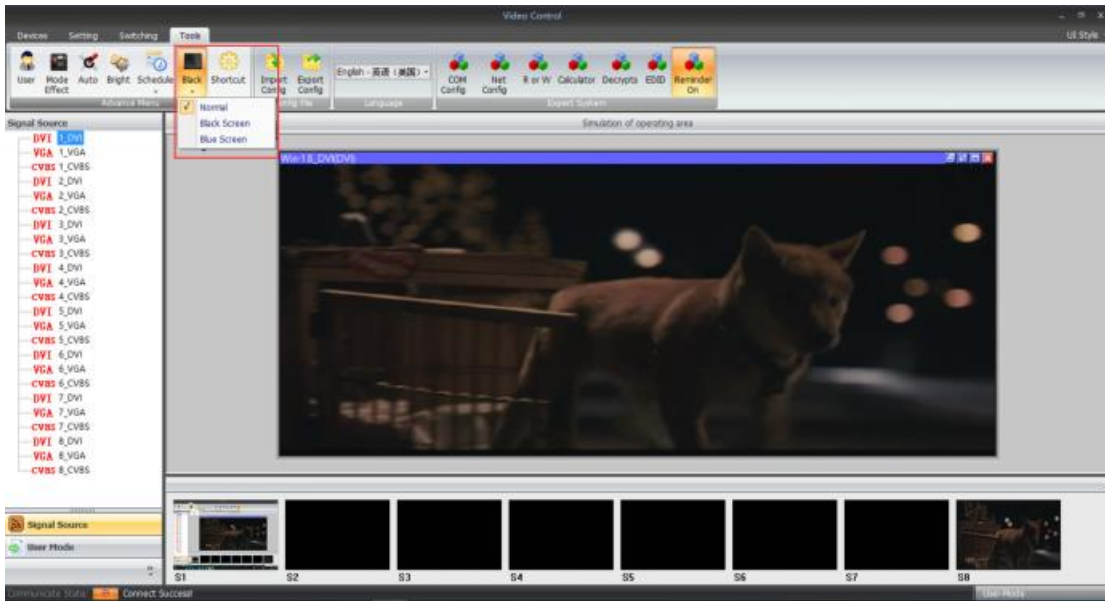 Video Control
Devices Setting Switching Tools UI Style
User Mode Effect Auto Bright Schedule Black Shortcut Import Config Export Config English - 英语 (美国) COM Config Net Config R or W Calculator Decrypts EDID Reminder On
Advance Menu Config File Language Expert System
Normal
Black Screen
Blue Screen
Signal Source
Simulation of operating area
DVI 1_DVI
VGA 1_VGA
CVBS 1_CVBS
DVI 2_DVI
VGA 2_VGA
CVBS 2_CVBS
DVI 3_DVI
VGA 3_VGA
CVBS 3_CVBS
DVI 4_DVI
VGA 4_VGA
CVBS 4_CVBS
DVI 5_DVI
VGA 5_VGA
CVBS 5_CVBS
DVI 6_DVI
VGA 6_VGA
CVBS 6_CVBS
DVI 7_DVI
VGA 7_VGA
CVBS 7_CVBS
DVI 8_DVI
VGA 8_VGA
CVBS 8_CVBS
Signal Source
User Mode
S1 S2 S3 S4 S5 S6 S7 S8
Communicate State: Connect Success! User Mode